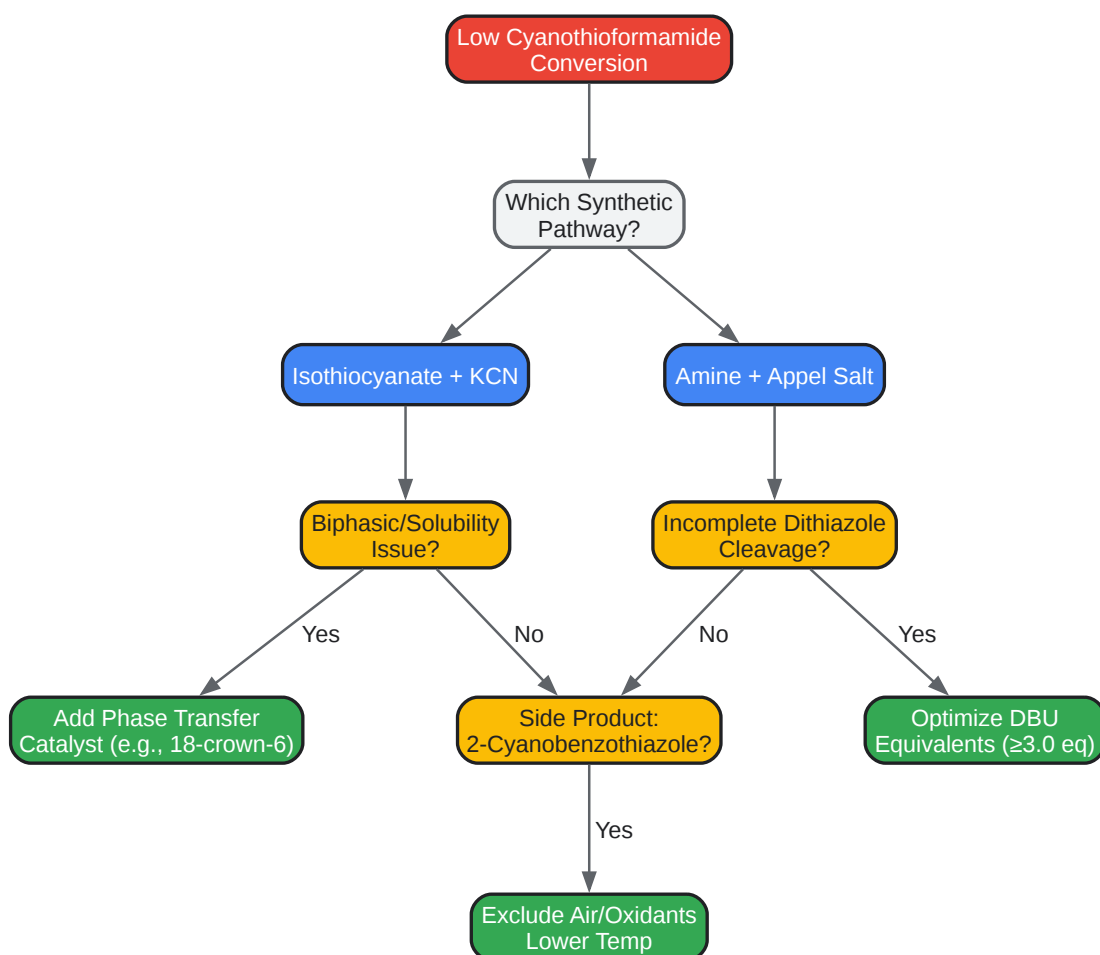 Low Cyanothioformamide
Conversion
Which Synthetic
Pathway?
Isothiocyanate + KCN
Amine + Appel Salt
Biphasic/Solubility
Issue?
Incomplete Dithiazole
Cleavage?
Yes
No
No
Yes
Add Phase Transfer
Catalyst (e.g., 18-crown-6)
Side Product:
2-Cyanobenzothiazole?
Optimize DBU
Equivalents (≥3.0 eq)
Yes
Exclude Air/Oxidants
Lower Temp